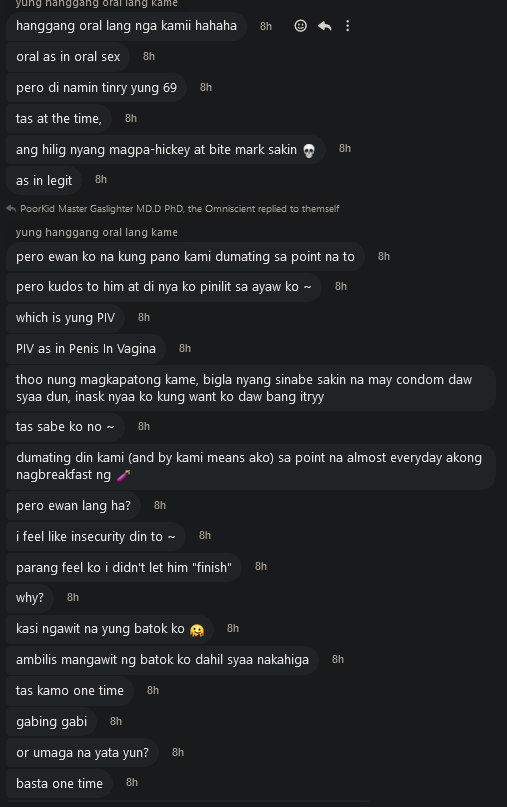 yung hanggang oral lang kame
hanggang oral lang nga kamii hahaha 8h
oral as in oral sex 8h
pero di namin tinry yung 69 8h
tas at the time, 8h
ang hilig nyang magpa-hickey at bite mark sakin 💀 8h
as in legit 8h
PoorKid Master Gaslighter MD.D PhD, the Omniscient replied to themself
yung hanggang oral lang kame
pero ewan ko na kung pano kami dumating sa point na to 8h
pero kudos to him at di nya ko pinilit sa ayaw ko ~ 8h
which is yung PIV 8h
PIV as in Penis In Vagina 8h
thoo nung magkapatong kame, bigla nyang sinabe sakin na may condom daw
syaa dun, inask nyaa ko kung want ko daw bang itryy
tas sabe ko no ~ 8h
dumating din kami (and by kami means ako) sa point na almost everyday akong
nagbreakfast ng 🍆
pero ewan lang ha? 8h
i feel like insecurity din to ~ 8h
parang feel ko i didn't let him "finish" 8h
why? 8h
kasi ngawit na yung batok ko 🫠 8h
ambilis mangawit ng batok ko dahil syaa nakahiga 8h
tas kamo one time 8h
gabing gabi 8h
or umaga na yata yun? 8h
basta one time 8h